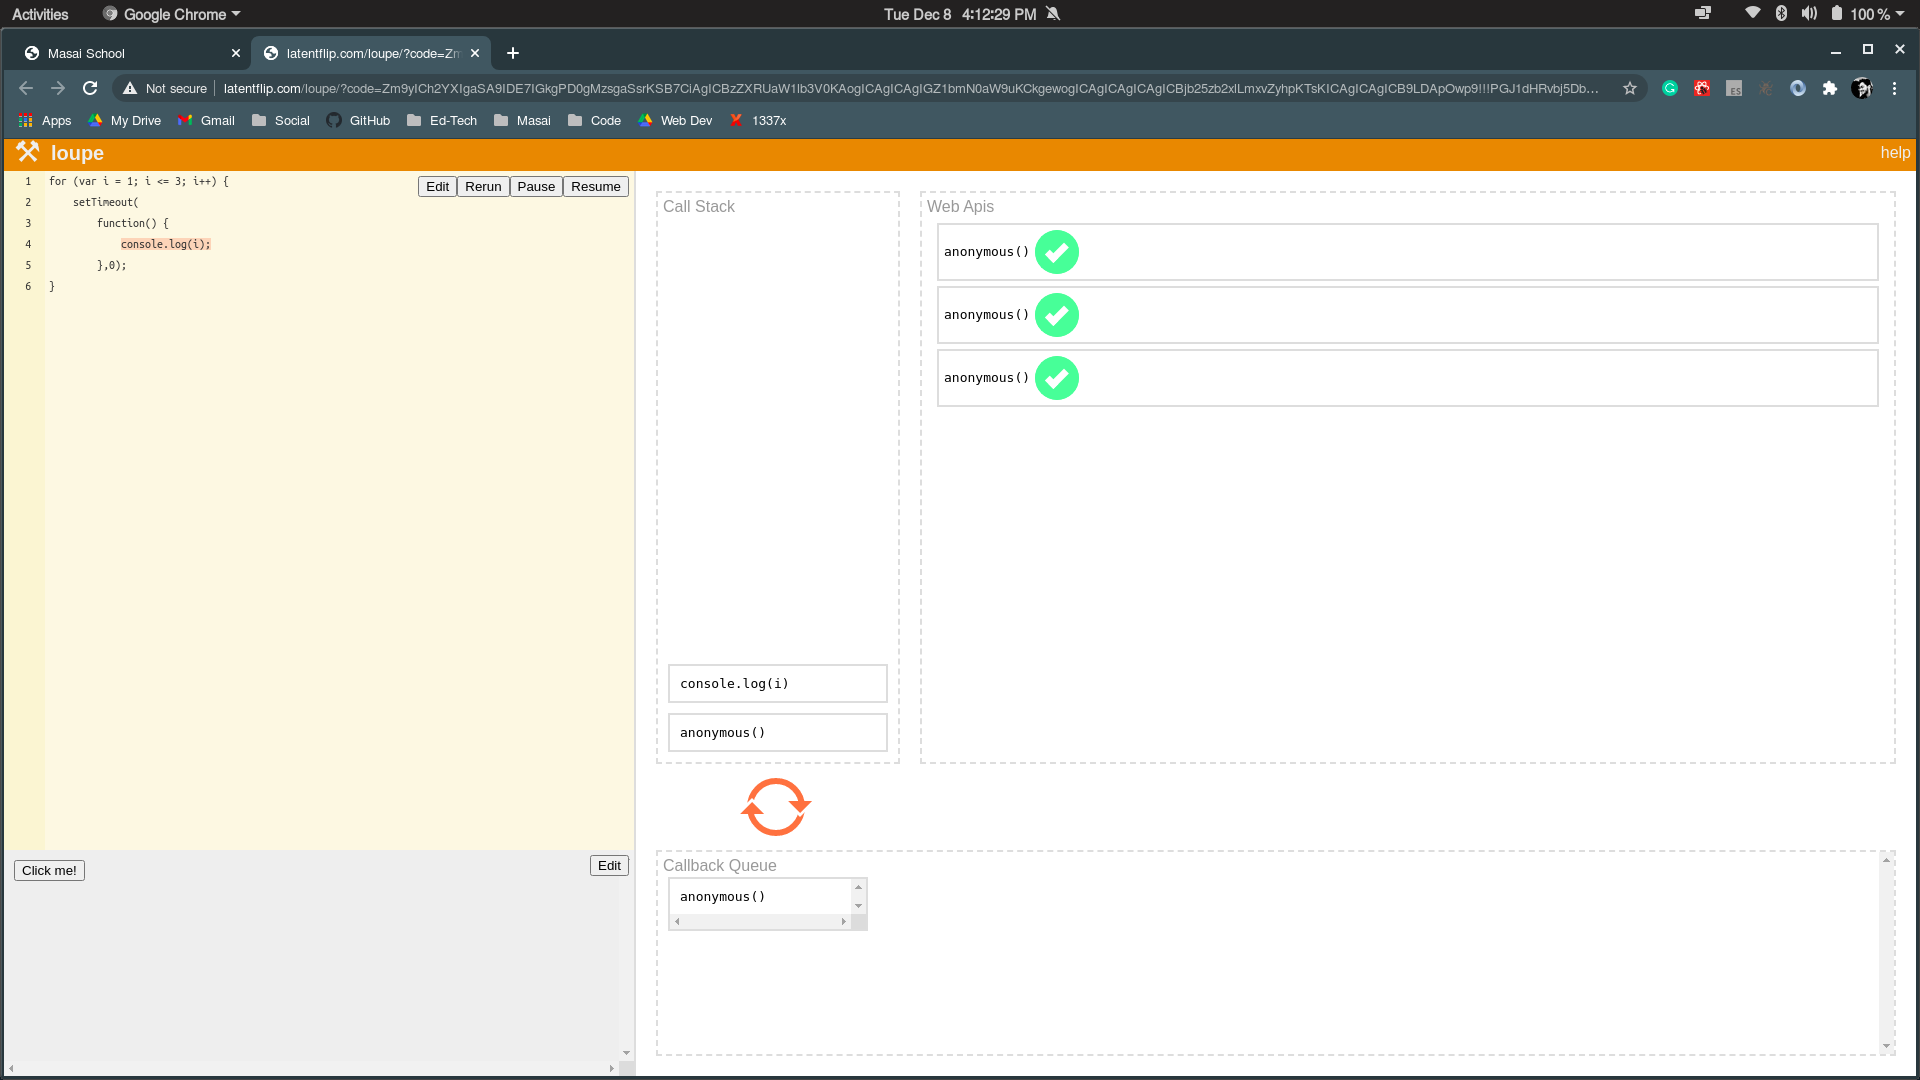 Activities Google Chrome Tue Dec 8 4:12:29 PM 100 %
Masai School latentflip.com/loupe/?code=Zm
Not secure latentflip.com/loupe/?code=Zm9yICh2YXIgaSA9IDE7IGkgPD0gMzsgaSsrKSB7CiAgICBzZXRUaW1lb3V0KAogICAgICAgIGZ1bmN0aW9uKCkgewogICAgICAgICAgICBjb25zb2xlLmxvZyhpKTsKICAgICAgICB9LDApOwp9!!!PGJ1dHRvbj5Db...
Apps My Drive Gmail Social GitHub Ed-Tech Masai Code Web Dev 1337x
loupe help
Edit Rerun Pause Resume
1 for (var i = 1; i <= 3; i++) {
2 setTimeout(
3 function() {
4 console.log(i);
5 },0);
6 }
Click me! Edit
Call Stack
console.log(i)
anonymous()
Web Apis
anonymous()
anonymous()
anonymous()
Callback Queue
anonymous()